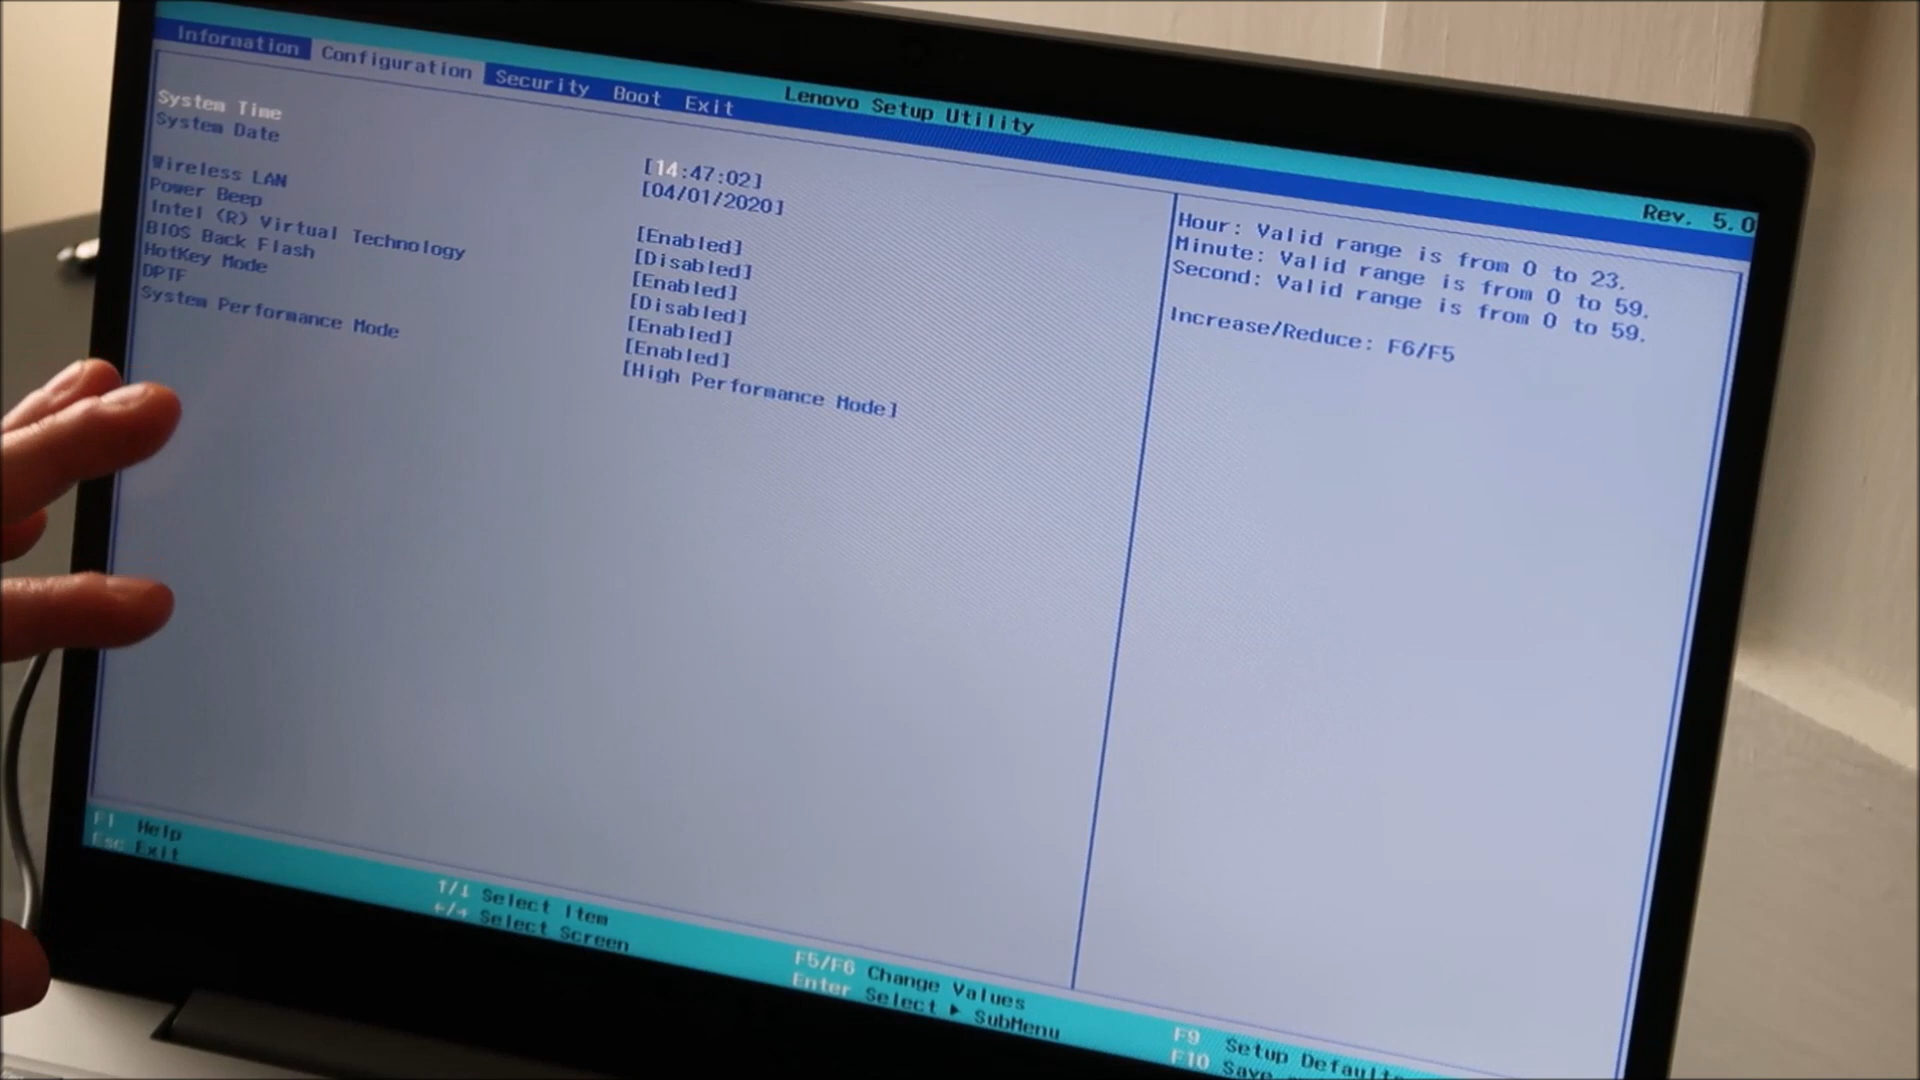 Lenovo Setup Utility
Rev. 5.0
Information Configuration Security Boot Exit
System Time [14:47:02]
System Date [04/01/2020]
Wireless LAN [Enabled]
Power Beep [Disabled]
Intel (R) Virtual Technology [Enabled]
BIOS Back Flash [Disabled]
HotKey Mode [Enabled]
DPTF [Enabled]
System Performance Mode [High Performance Mode]
Hour: Valid range is from 0 to 23.
Minute: Valid range is from 0 to 59.
Second: Valid range is from 0 to 59.
Increase/Reduce: F6/F5
F1 Help ↑/↓ Select Item F5/F6 Change Values F9 Setup Default
Esc Exit ←/→ Select Screen Enter Select ▶ SubMenu F10 Save